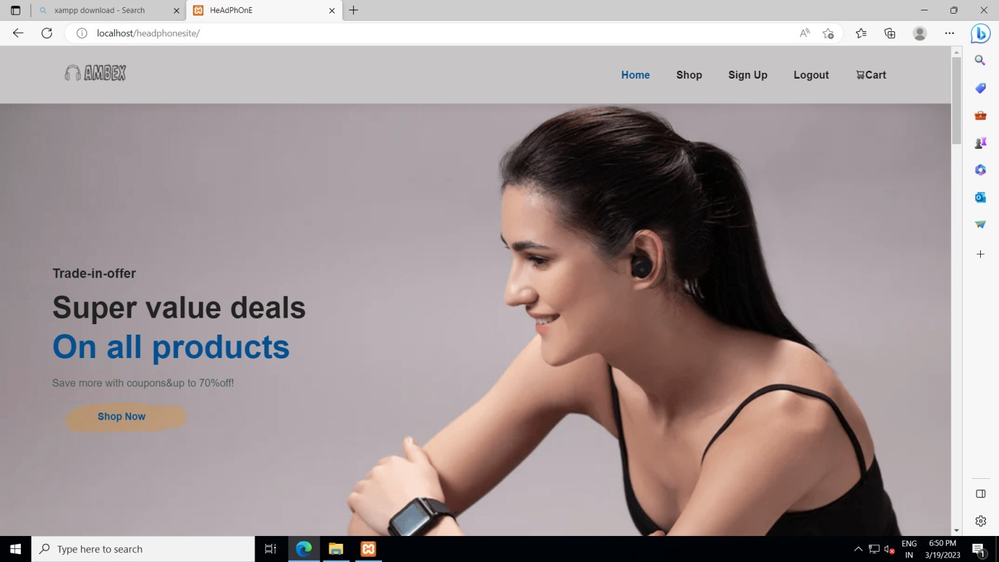 xampp download - Search
HeAdPhOnE
localhost/headphonesite/
AMBEX
Home
Shop
Sign Up
Logout
Cart
Trade-in-offer
Super value deals
On all products
Save more with coupons&up to 70%off!
Shop Now
Type here to search
ENG
IN
6:50 PM
3/19/2023
1